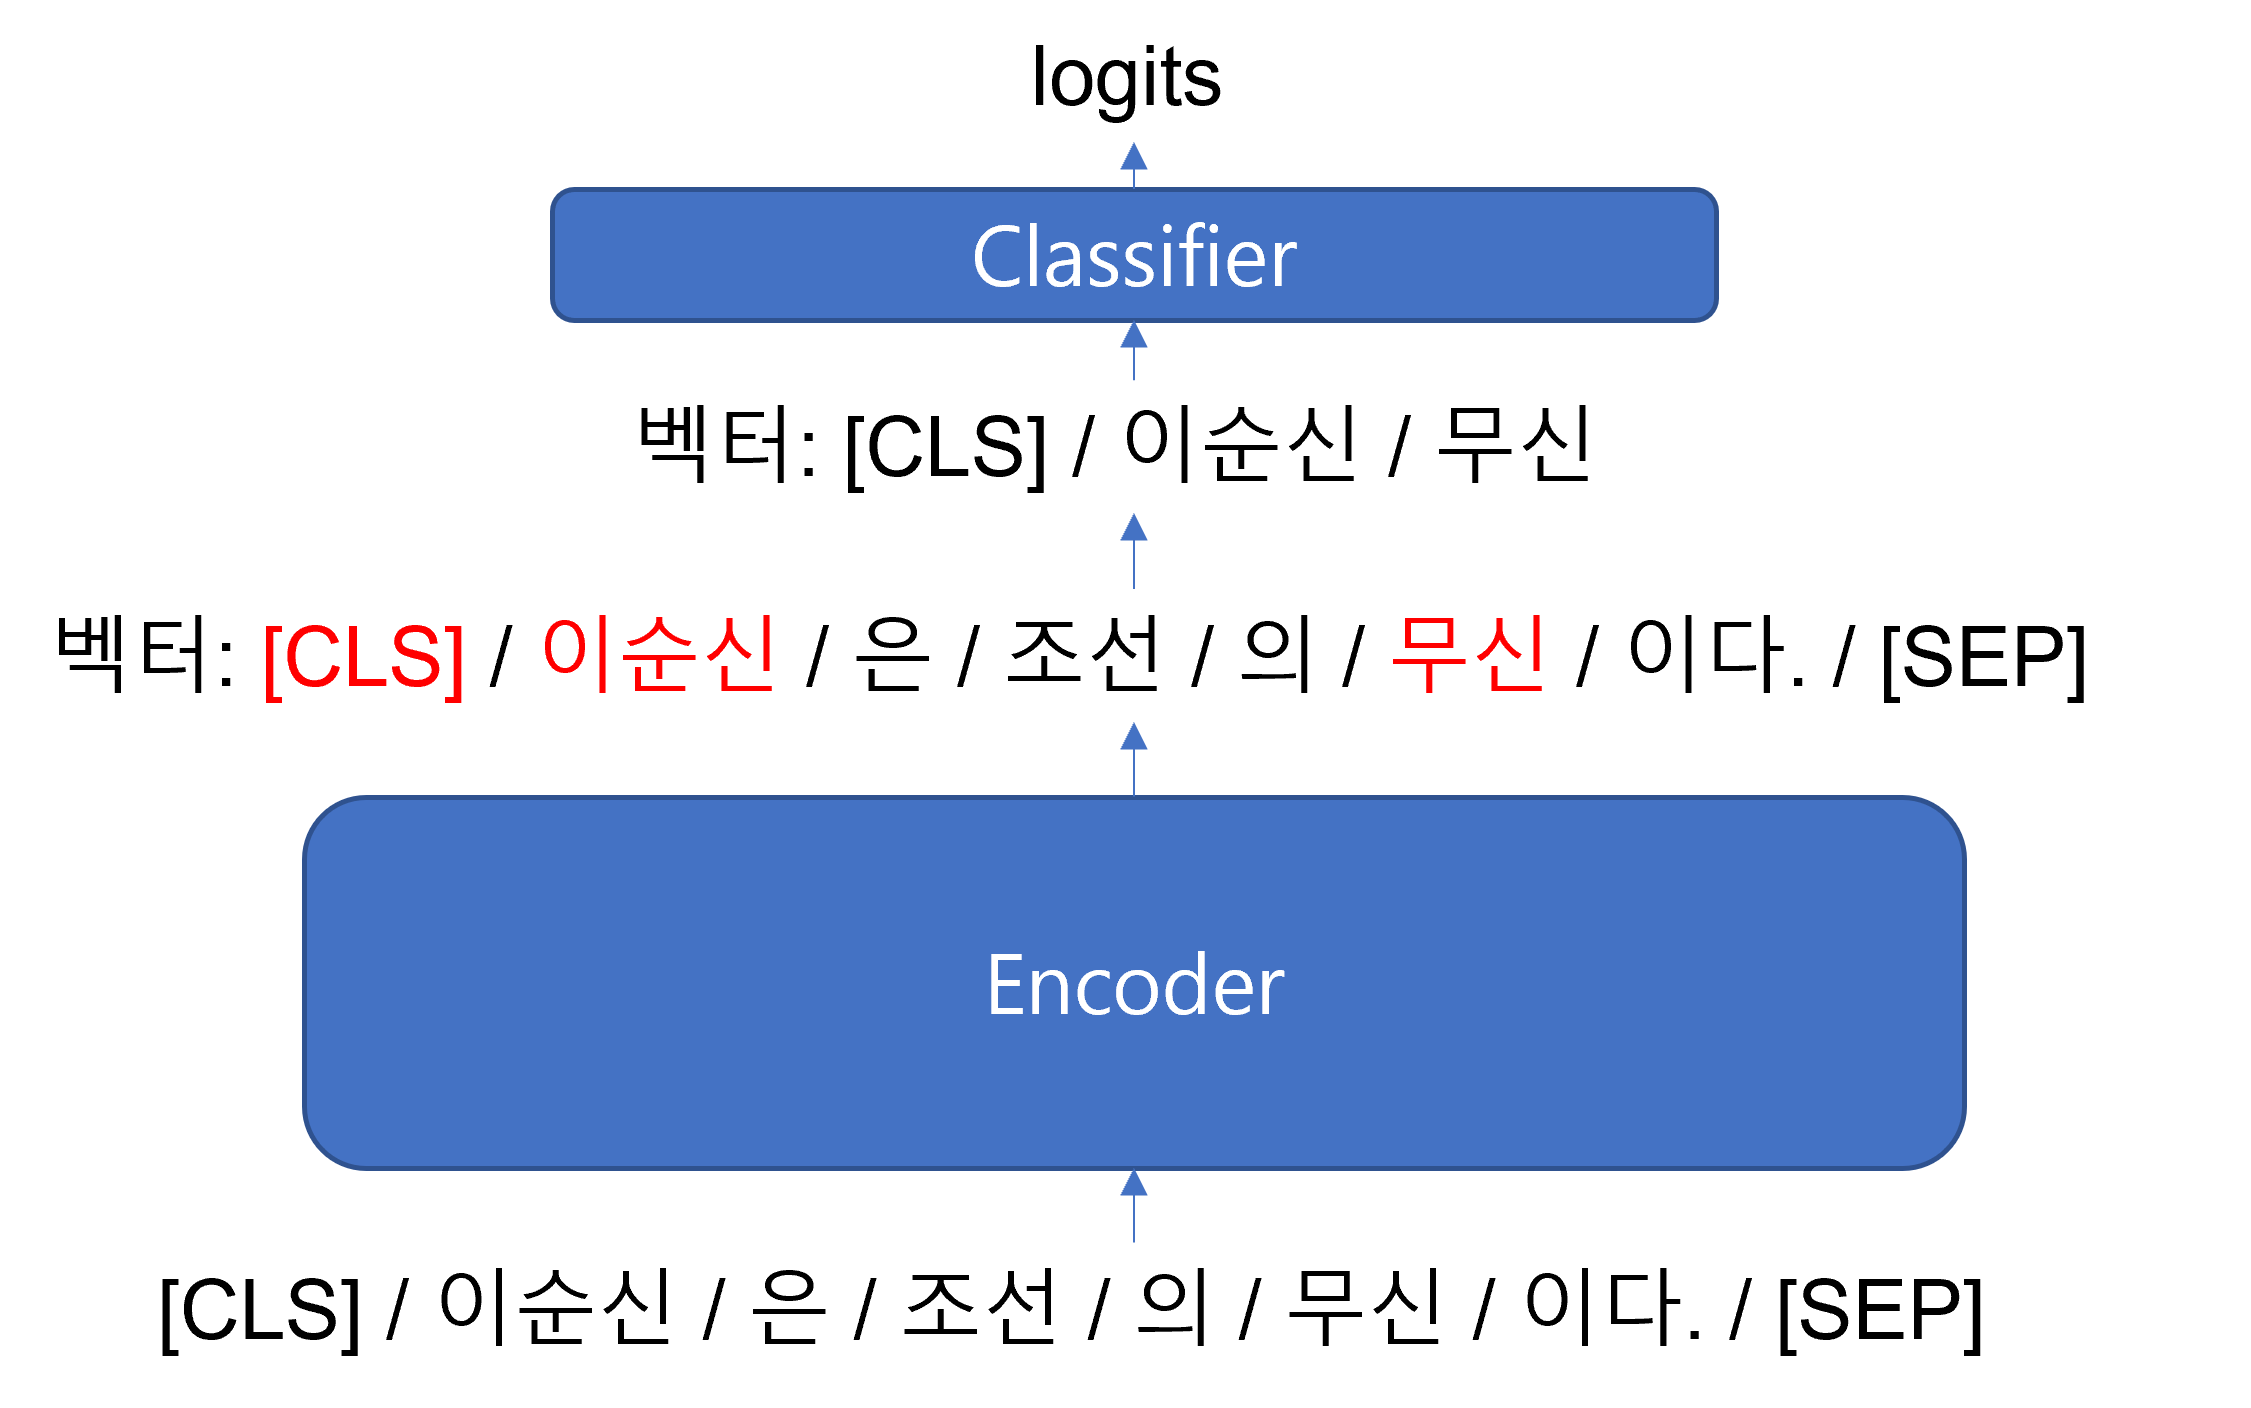 logits
Classifier
벡터: [CLS] / 이순신 / 무신
벡터: [CLS] / 이순신 / 은 / 조선 / 의 / 무신 / 이다. / [SEP]
Encoder
[CLS] / 이순신 / 은 / 조선 / 의 / 무신 / 이다. / [SEP]